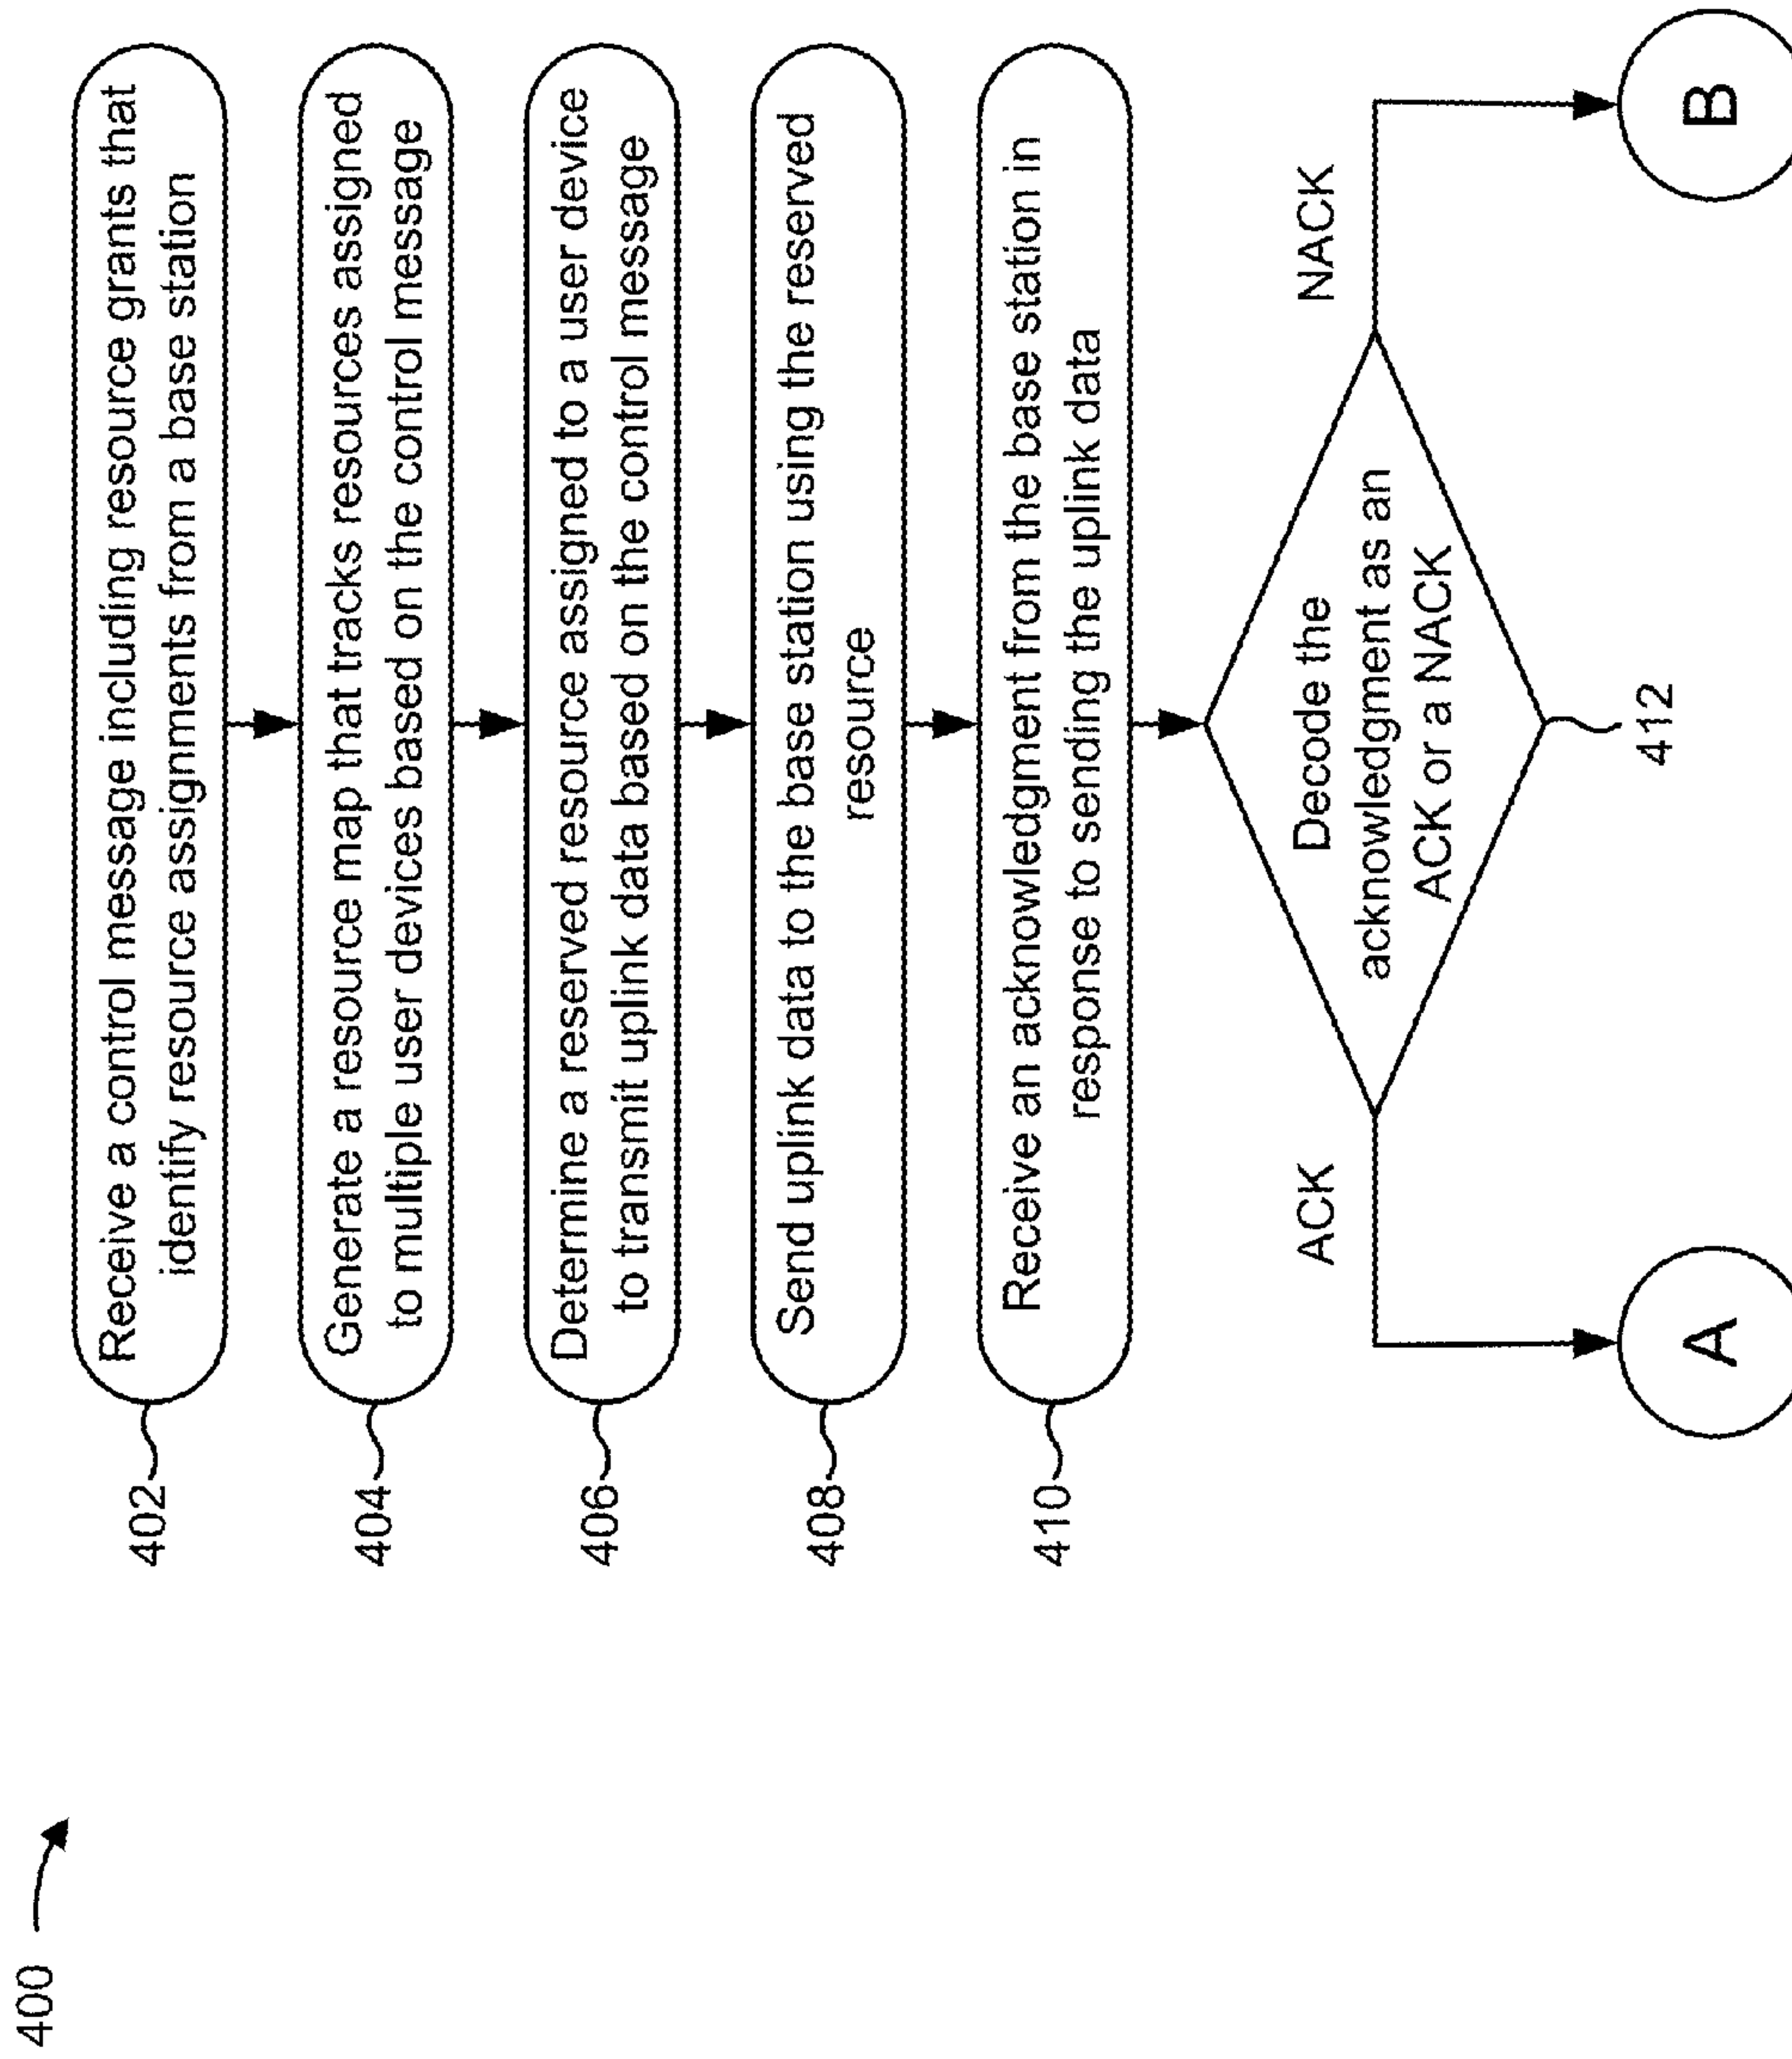 400
402
Receive a control message including resource grants that
identify resource assignments from a base station
404
Generate a resource map that tracks resources assigned
to multiple user devices based on the control message
406
Determine a reserved resource assigned to a user device
to transmit uplink data based on the control message
408
Send uplink data to the base station using the reserved
resource
410
Receive an acknowledgment from the base station in
response to sending the uplink data
ACK
Decode the
acknowledgment as an
ACK or a NACK
NACK
412
A
B